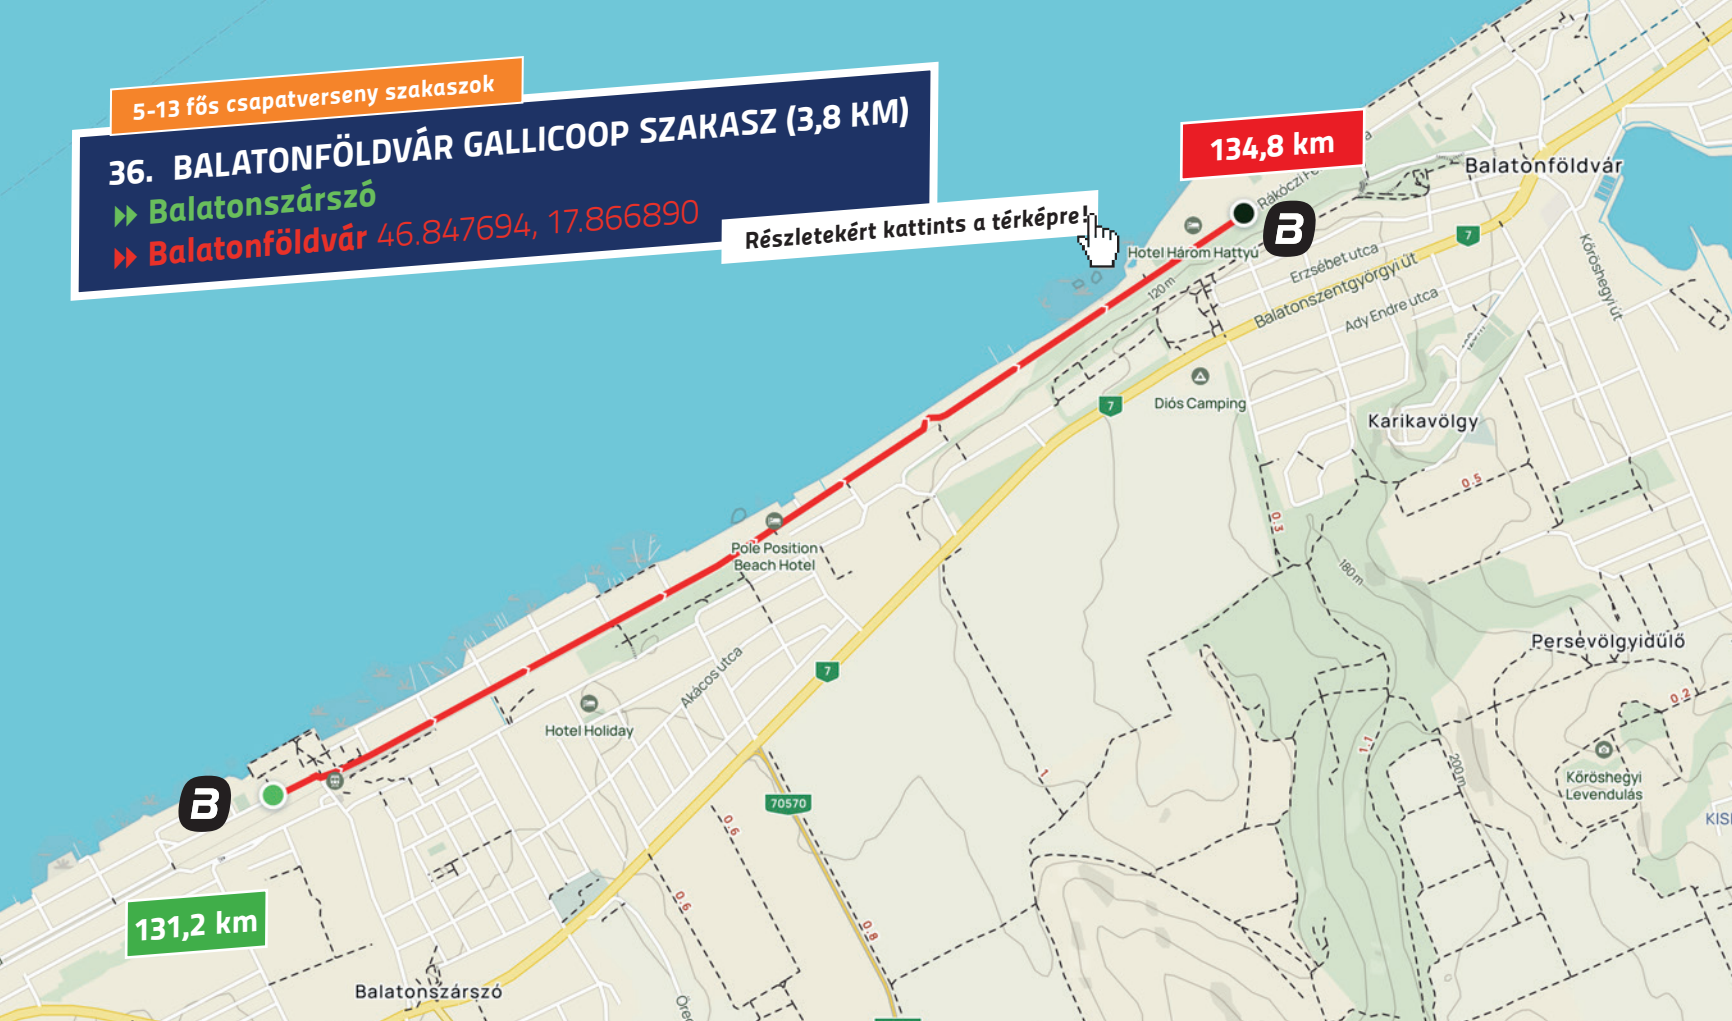 5-13 fős csapatverseny szakaszok
36. BALATONFÖLDVÁR GALLICOOP SZAKASZ (3,8 KM)
Balatonszárszó
Balatonföldvár 46.847694, 17.866890
Részletekért kattints a térképre!
134,8 km
Balatonföldvár
B
Hotel Három Hattyú
7
120 m
Erzsébet utca
Balatonszentgyörgyi út
Ady Endre utca
Kőröshegyi út
7
Diós Camping
Karikavölgy
0.5
0.3
180 m
Pole Position
Beach Hotel
Persevölgyidűlő
0.2
7
Akácos utca
Hotel Holiday
1.1
200 m
1
Kőröshegyi
Levendulás
B
70570
0.6
0.6
0.8
131,2 km
Balatonszárszó